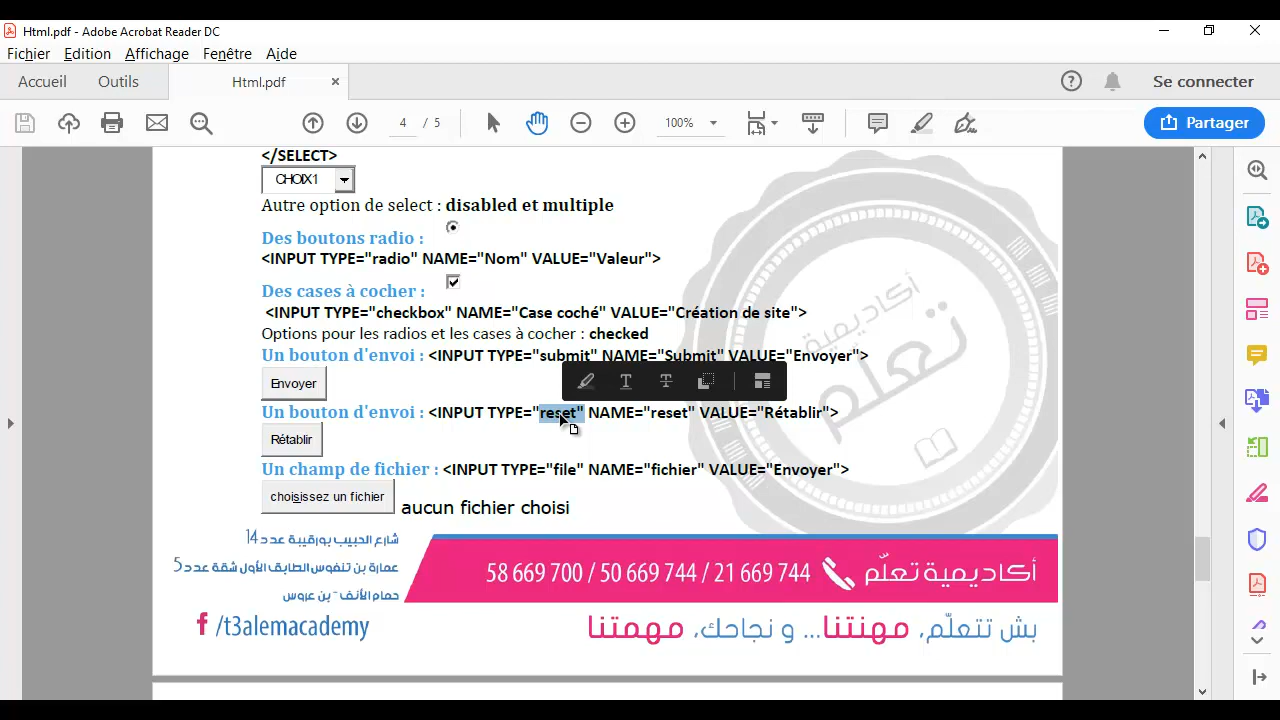 Html.pdf - Adobe Acrobat Reader DC
Fichier Edition Affichage Fenêtre Aide
Accueil Outils Html.pdf × Se connecter
4 / 5 100% Partager
</SELECT>
CHOIX1
Autre option de select : disabled et multiple
Des boutons radio :
<INPUT TYPE="radio" NAME="Nom" VALUE="Valeur">
Des cases à cocher :
<INPUT TYPE="checkbox" NAME="Case coché" VALUE="Création de site">
Options pour les radios et les cases à cocher : checked
Un bouton d'envoi : <INPUT TYPE="submit" NAME="Submit" VALUE="Envoyer">
Envoyer
Un bouton d'envoi : <INPUT TYPE="reset" NAME="reset" VALUE="Rétablir">
Rétablir
Un champ de fichier : <INPUT TYPE="file" NAME="fichier" VALUE="Envoyer">
choisissez un fichier aucun fichier choisi
أكاديمية
تعلّم
شارع الحبيب بورقيبة عدد 14
عمارة بن تنفوس الطابق الأول شقة عدد 5
حمام الأنف - بن عروس
أكاديمية تعلّم 58 669 700 / 50 669 744 / 21 669 744
f /t3alemacademy
بش تتعلّم، مهنتنا... و نجاحك، مهمتنا